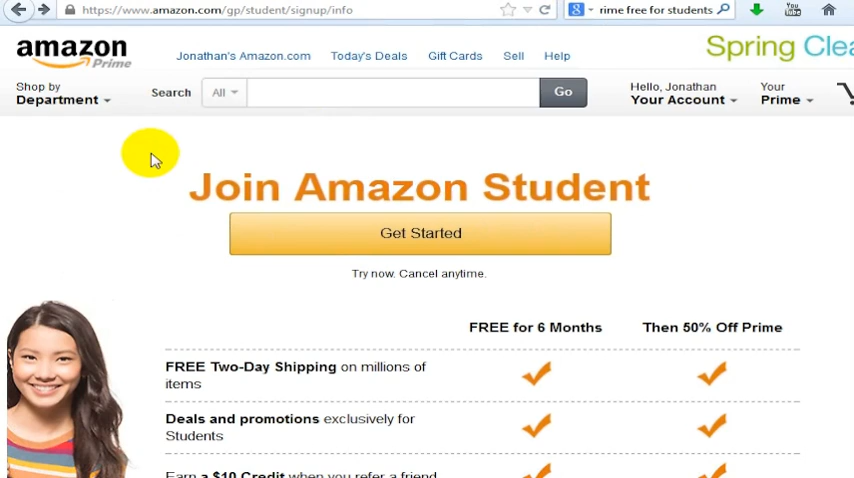 https://www.amazon.com/gp/student/signup/info
rime free for students
You
Tube
amazon
Prime
Jonathan's Amazon.com Today's Deals Gift Cards Sell Help
Spring Clea
Shop by
Department
Search All Go
Hello, Jonathan
Your Account
Your
Prime
Join Amazon Student
Get Started
Try now. Cancel anytime.
FREE for 6 Months Then 50% Off Prime
FREE Two-Day Shipping on millions of
items
Deals and promotions exclusively for
Students
Earn a $10 Credit when you refer a friend